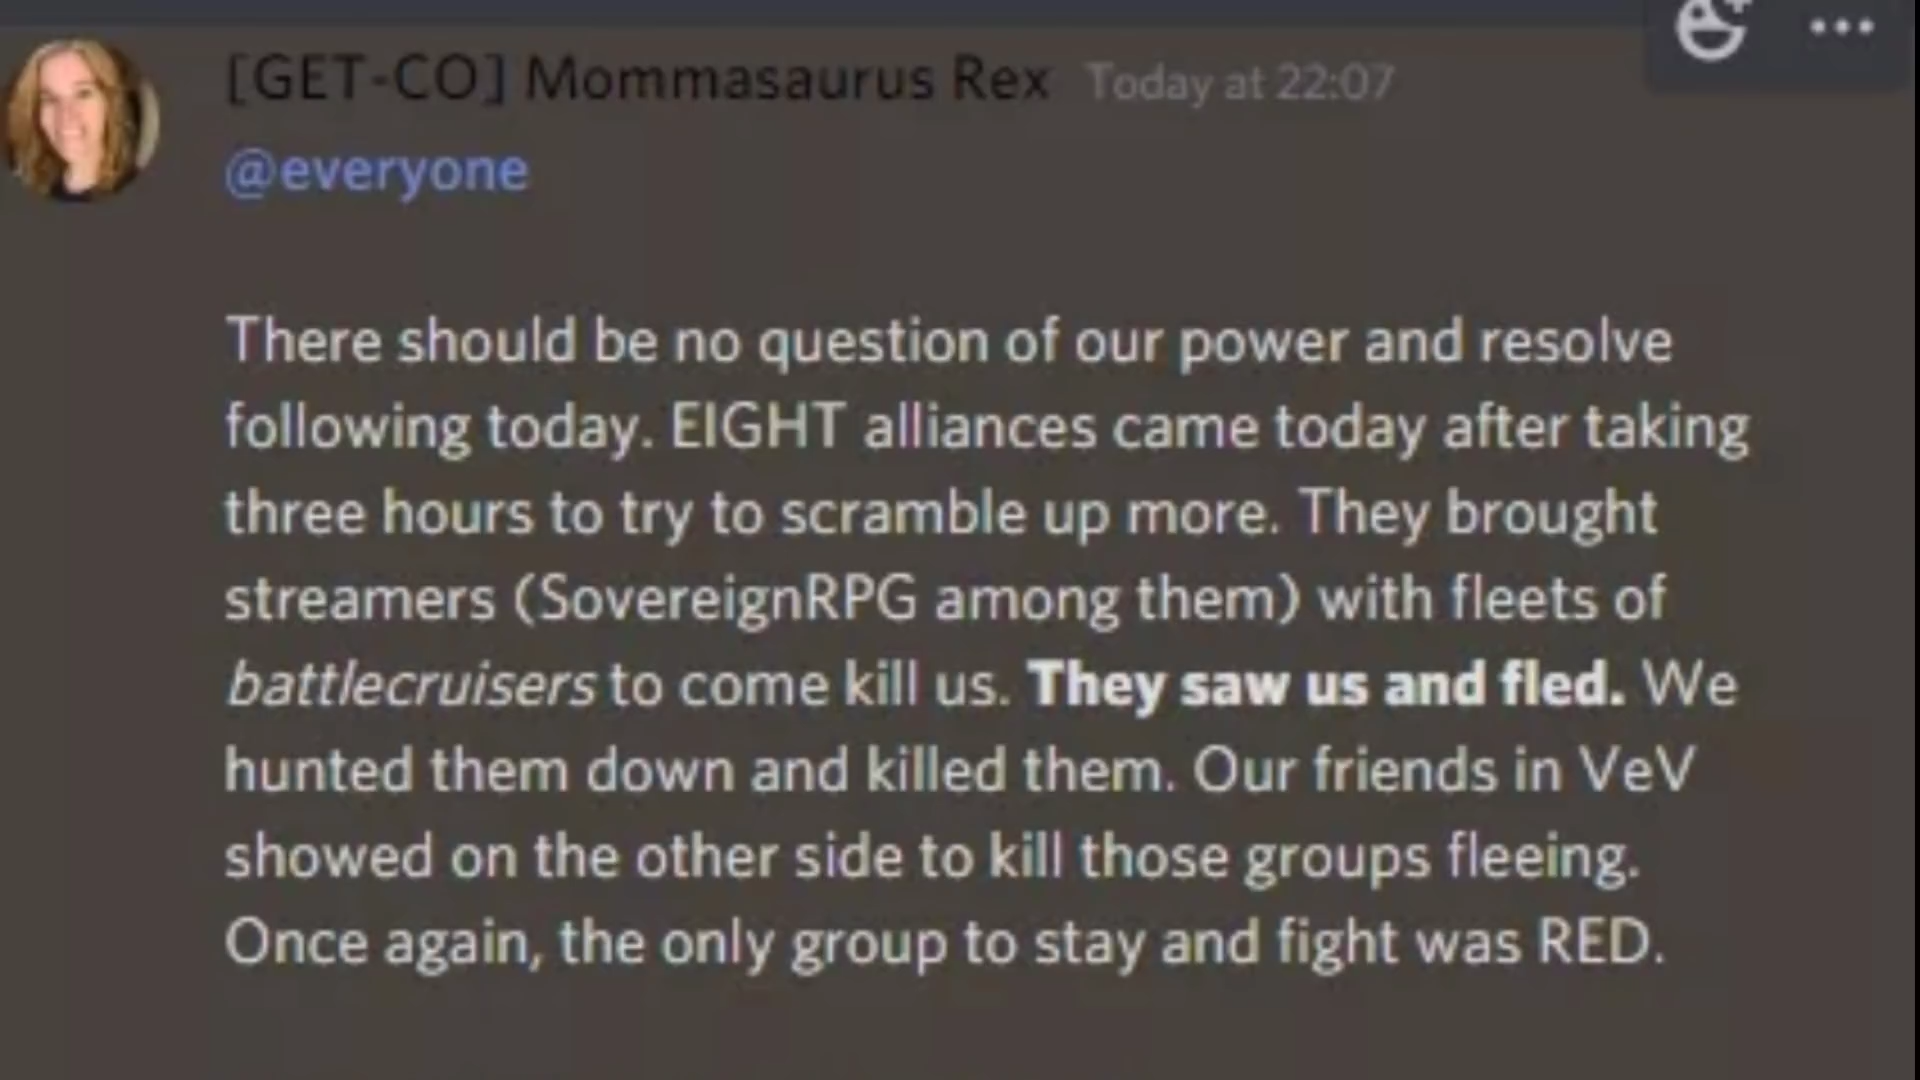 [GET-CO] Mommasaurus Rex Today at 22:07
@everyone
There should be no question of our power and resolve
following today. EIGHT alliances came today after taking
three hours to try to scramble up more. They brought
streamers (SovereignRPG among them) with fleets of
battlecruisers to come kill us. They saw us and fled. We
hunted them down and killed them. Our friends in VeV
showed on the other side to kill those groups fleeing.
Once again, the only group to stay and fight was RED.